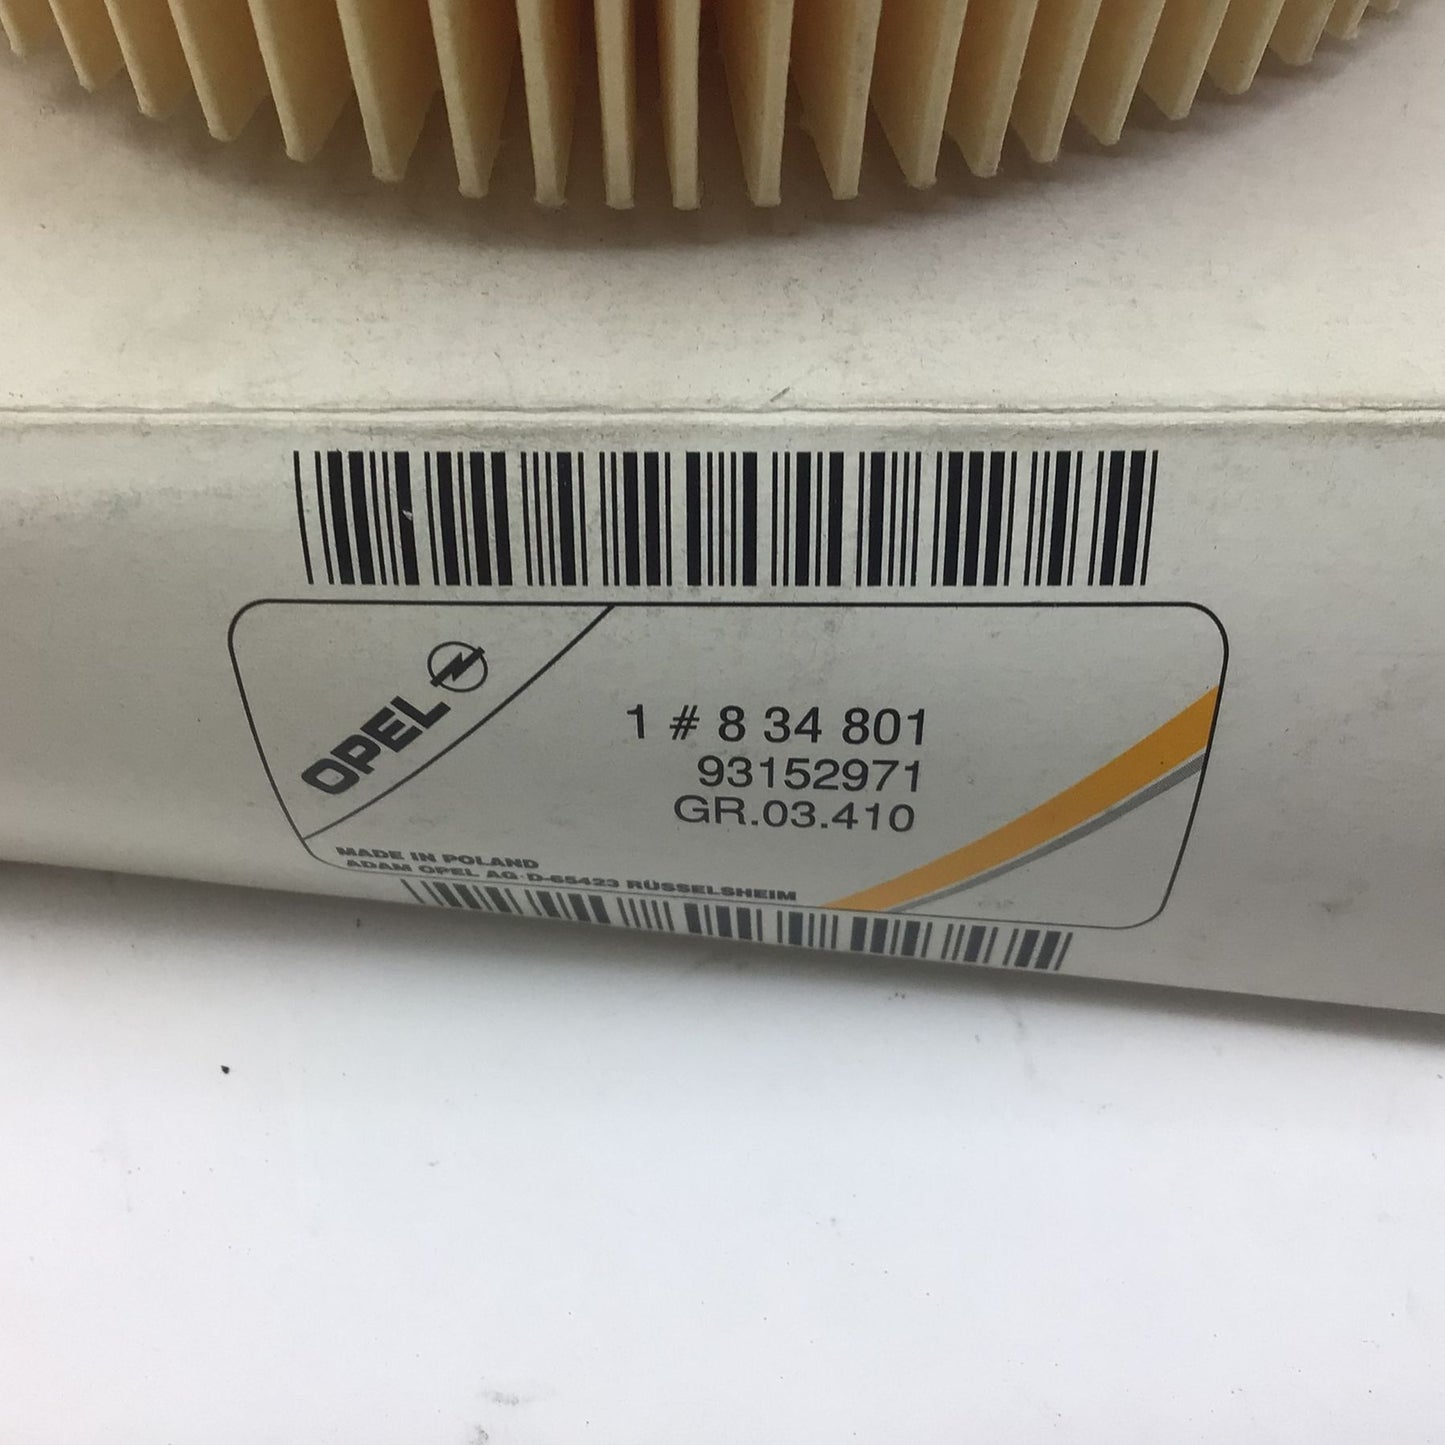 OPEL
1 # 8 34 801
93152971
GR.03.410
MADE IN POLAND
ADAM OPEL AG·D-65423 RÜSSELSHEIM